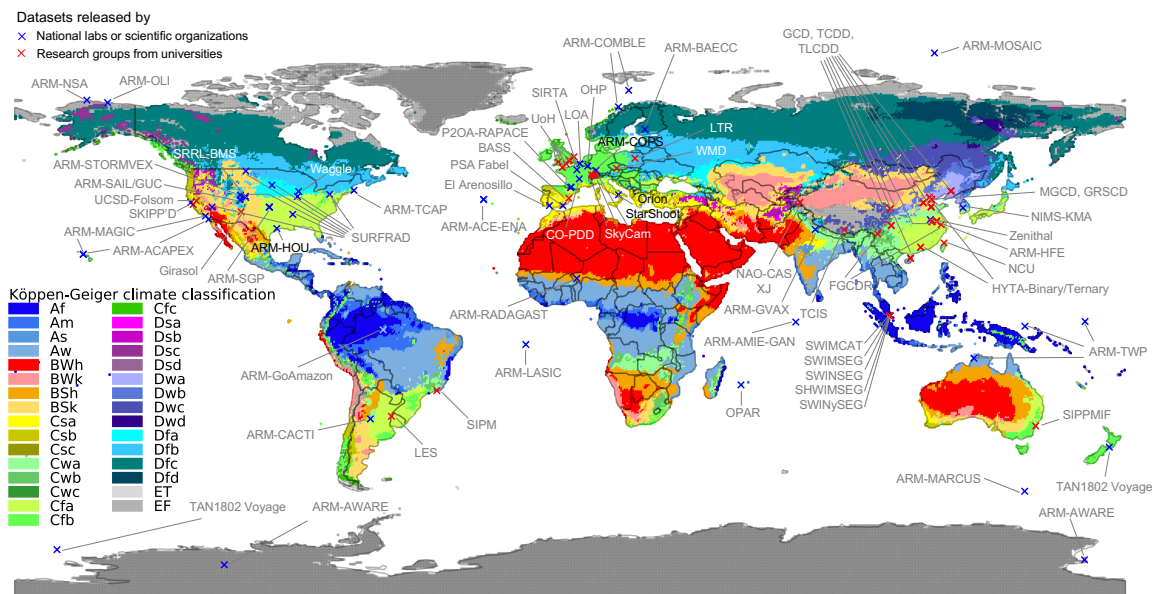 Datasets released by
National labs or scientific organizations
Research groups from universities
GCD, TCDD,
TLCDD
ARM-COMBLE
ARM-BAECC
ARM-MOSAIC
ARM-NSA
ARM-OLI
SIRTA
OHP
UoH
LOA
P2OA-RAPACE
BASS
PSA Fabel
El Arenosillo
ARM-COPS
LTR
WMD
SRRL-BMS
Waggle
ARM-STORMVEX
ARM-SAIL/GUC
UCSD-Folsom
SKIPP'D
ARM-MAGIC
ARM-ACAPEX
Girasol
ARM-SGP
ARM-HOU
SURFRAD
ARM-TCAP
ARM-ACE-ENA
Orion
StarShoot
CO-PDD
SkyCam
MGCD, GRSCD
NIMS-KMA
Zenithal
ARM-HFE
NCU
HYTA-Binary/Ternary
NAO-CAS
XJ
FGCDR
ARM-GVAX
TCIS
ARM-RADAGAST
ARM-AMIE-GAN
SWIMCAT
SWIMSEG
SWINSEG
SHWIMSEG
SWINySEG
ARM-TWP
ARM-GoAmazon
ARM-LASIC
OPAR
SIPM
ARM-CACTI
LES
SIPPMIF
ARM-MARCUS
TAN1802 Voyage
ARM-AWARE
TAN1802 Voyage
ARM-AWARE
Köppen-Geiger climate classification
Af
Am
As
Aw
BWh
BWk
BSh
BSk
Csa
Csb
Csc
Cwa
Cwb
Cwc
Cfa
Cfb
Cfc
Dsa
Dsb
Dsc
Dsd
Dwa
Dwb
Dwc
Dwd
Dfa
Dfb
Dfc
Dfd
ET
EF